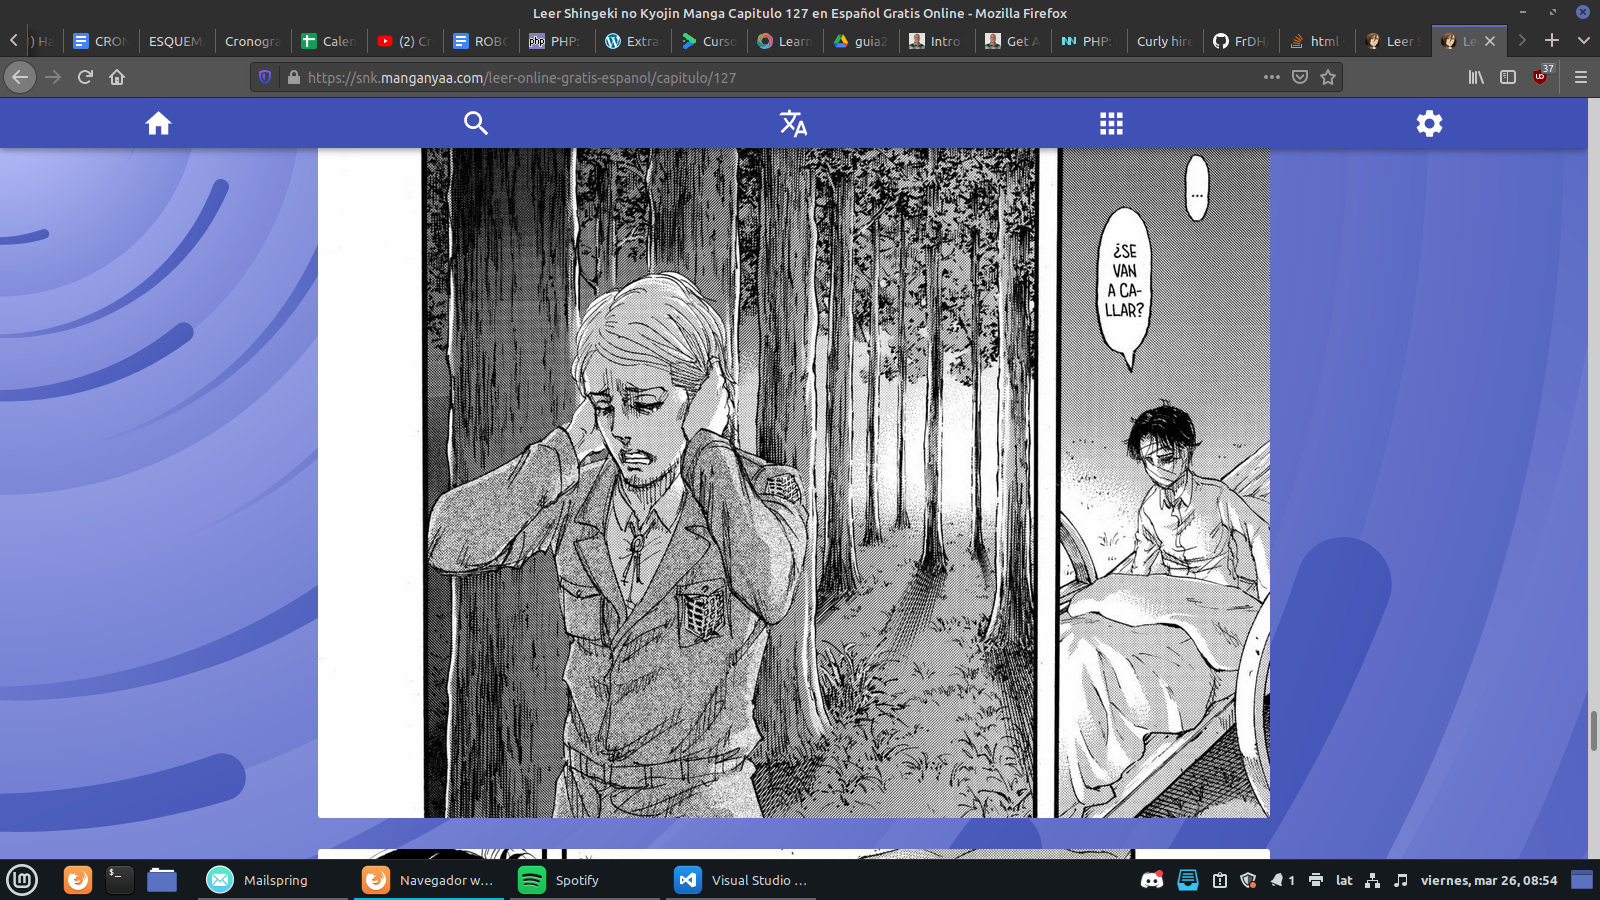 Leer Shingeki no Kyojin Manga Capitulo 127 en Español Gratis Online - Mozilla Firefox
CRON
ESQUEM
Cronogra
Calen
(2) Cr
ROBO
PHP:
Extra
Curso
Learn
guia2
Intro
Get A
PHP:
Curly hire
FrDH/
html
Leer S
Le
https://snk.manganyaa.com/leer-online-gratis-espanol/capitulo/127
37
...
¿SE
VAN
A CA-
LLAR?
Mailspring
Navegador w...
Spotify
Visual Studio ...
1
lat
viernes, mar 26, 08:54